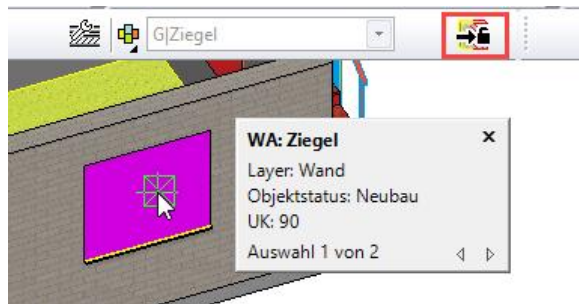 G|Ziegel
WA: Ziegel
Layer: Wand
Objektstatus: Neubau
UK: 90
Auswahl 1 von 2